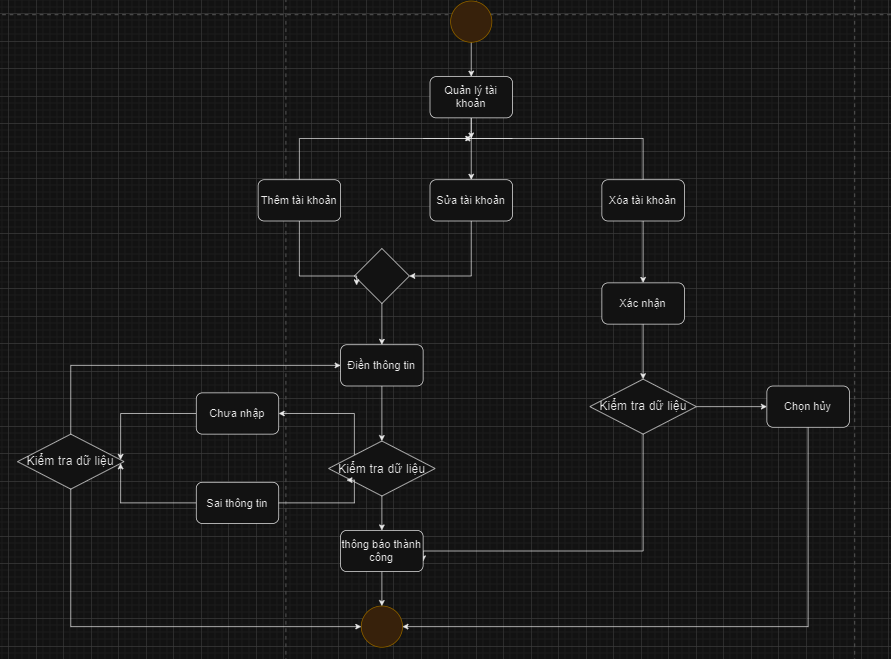 Quản lý tài
khoản
Thêm tài khoản
Sửa tài khoản
Xóa tài khoản
Xác nhận
Điền thông tin
Chưa nhập
Kiểm tra dữ liệu
Chọn hủy
Kiểm tra dữ liệu
Kiểm tra dữ liệu
Sai thông tin
thông báo thành
công